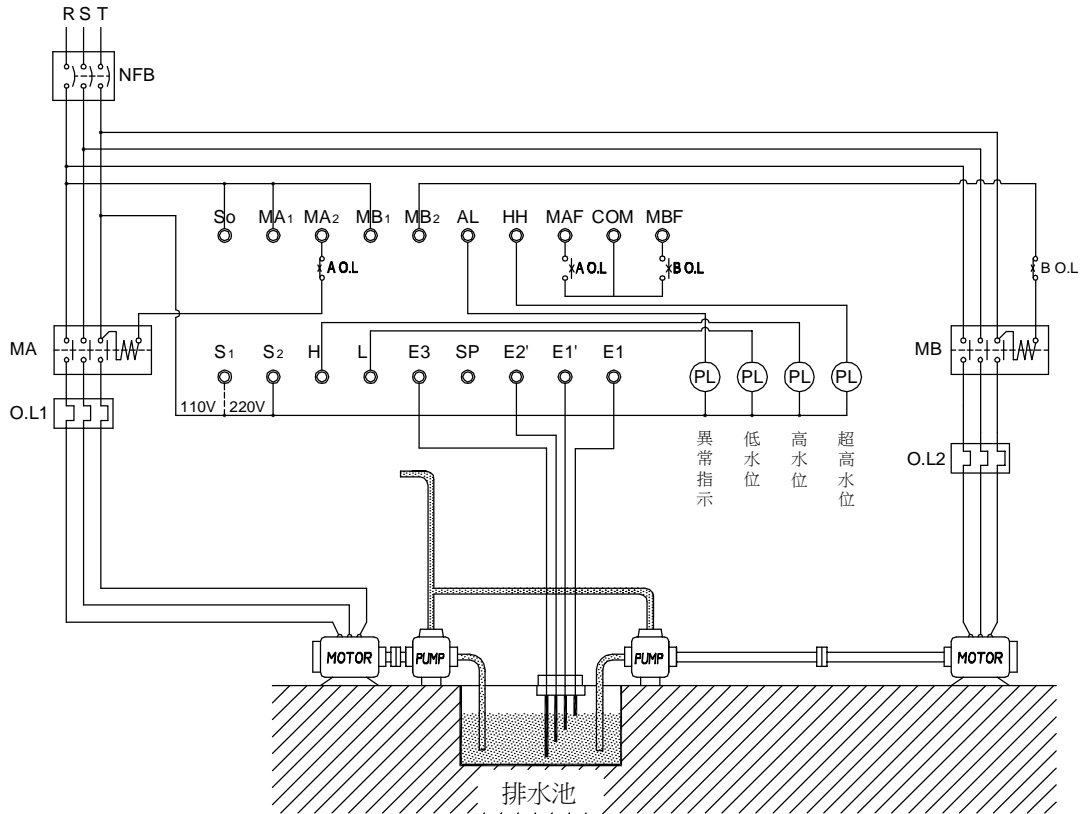 R S T
NFB
So MA₁ MA₂ MB₁ MB₂ AL HH MAF COM MBF
A O.L A O.L B O.L B O.L
MA S₁ S₂ H L E3 SP E2' E1' E1 MB
PL PL PL PL
110V 220V
O.L1
異常指示
低水位
高水位
超高水位
O.L2
MOTOR PUMP PUMP MOTOR
排水池